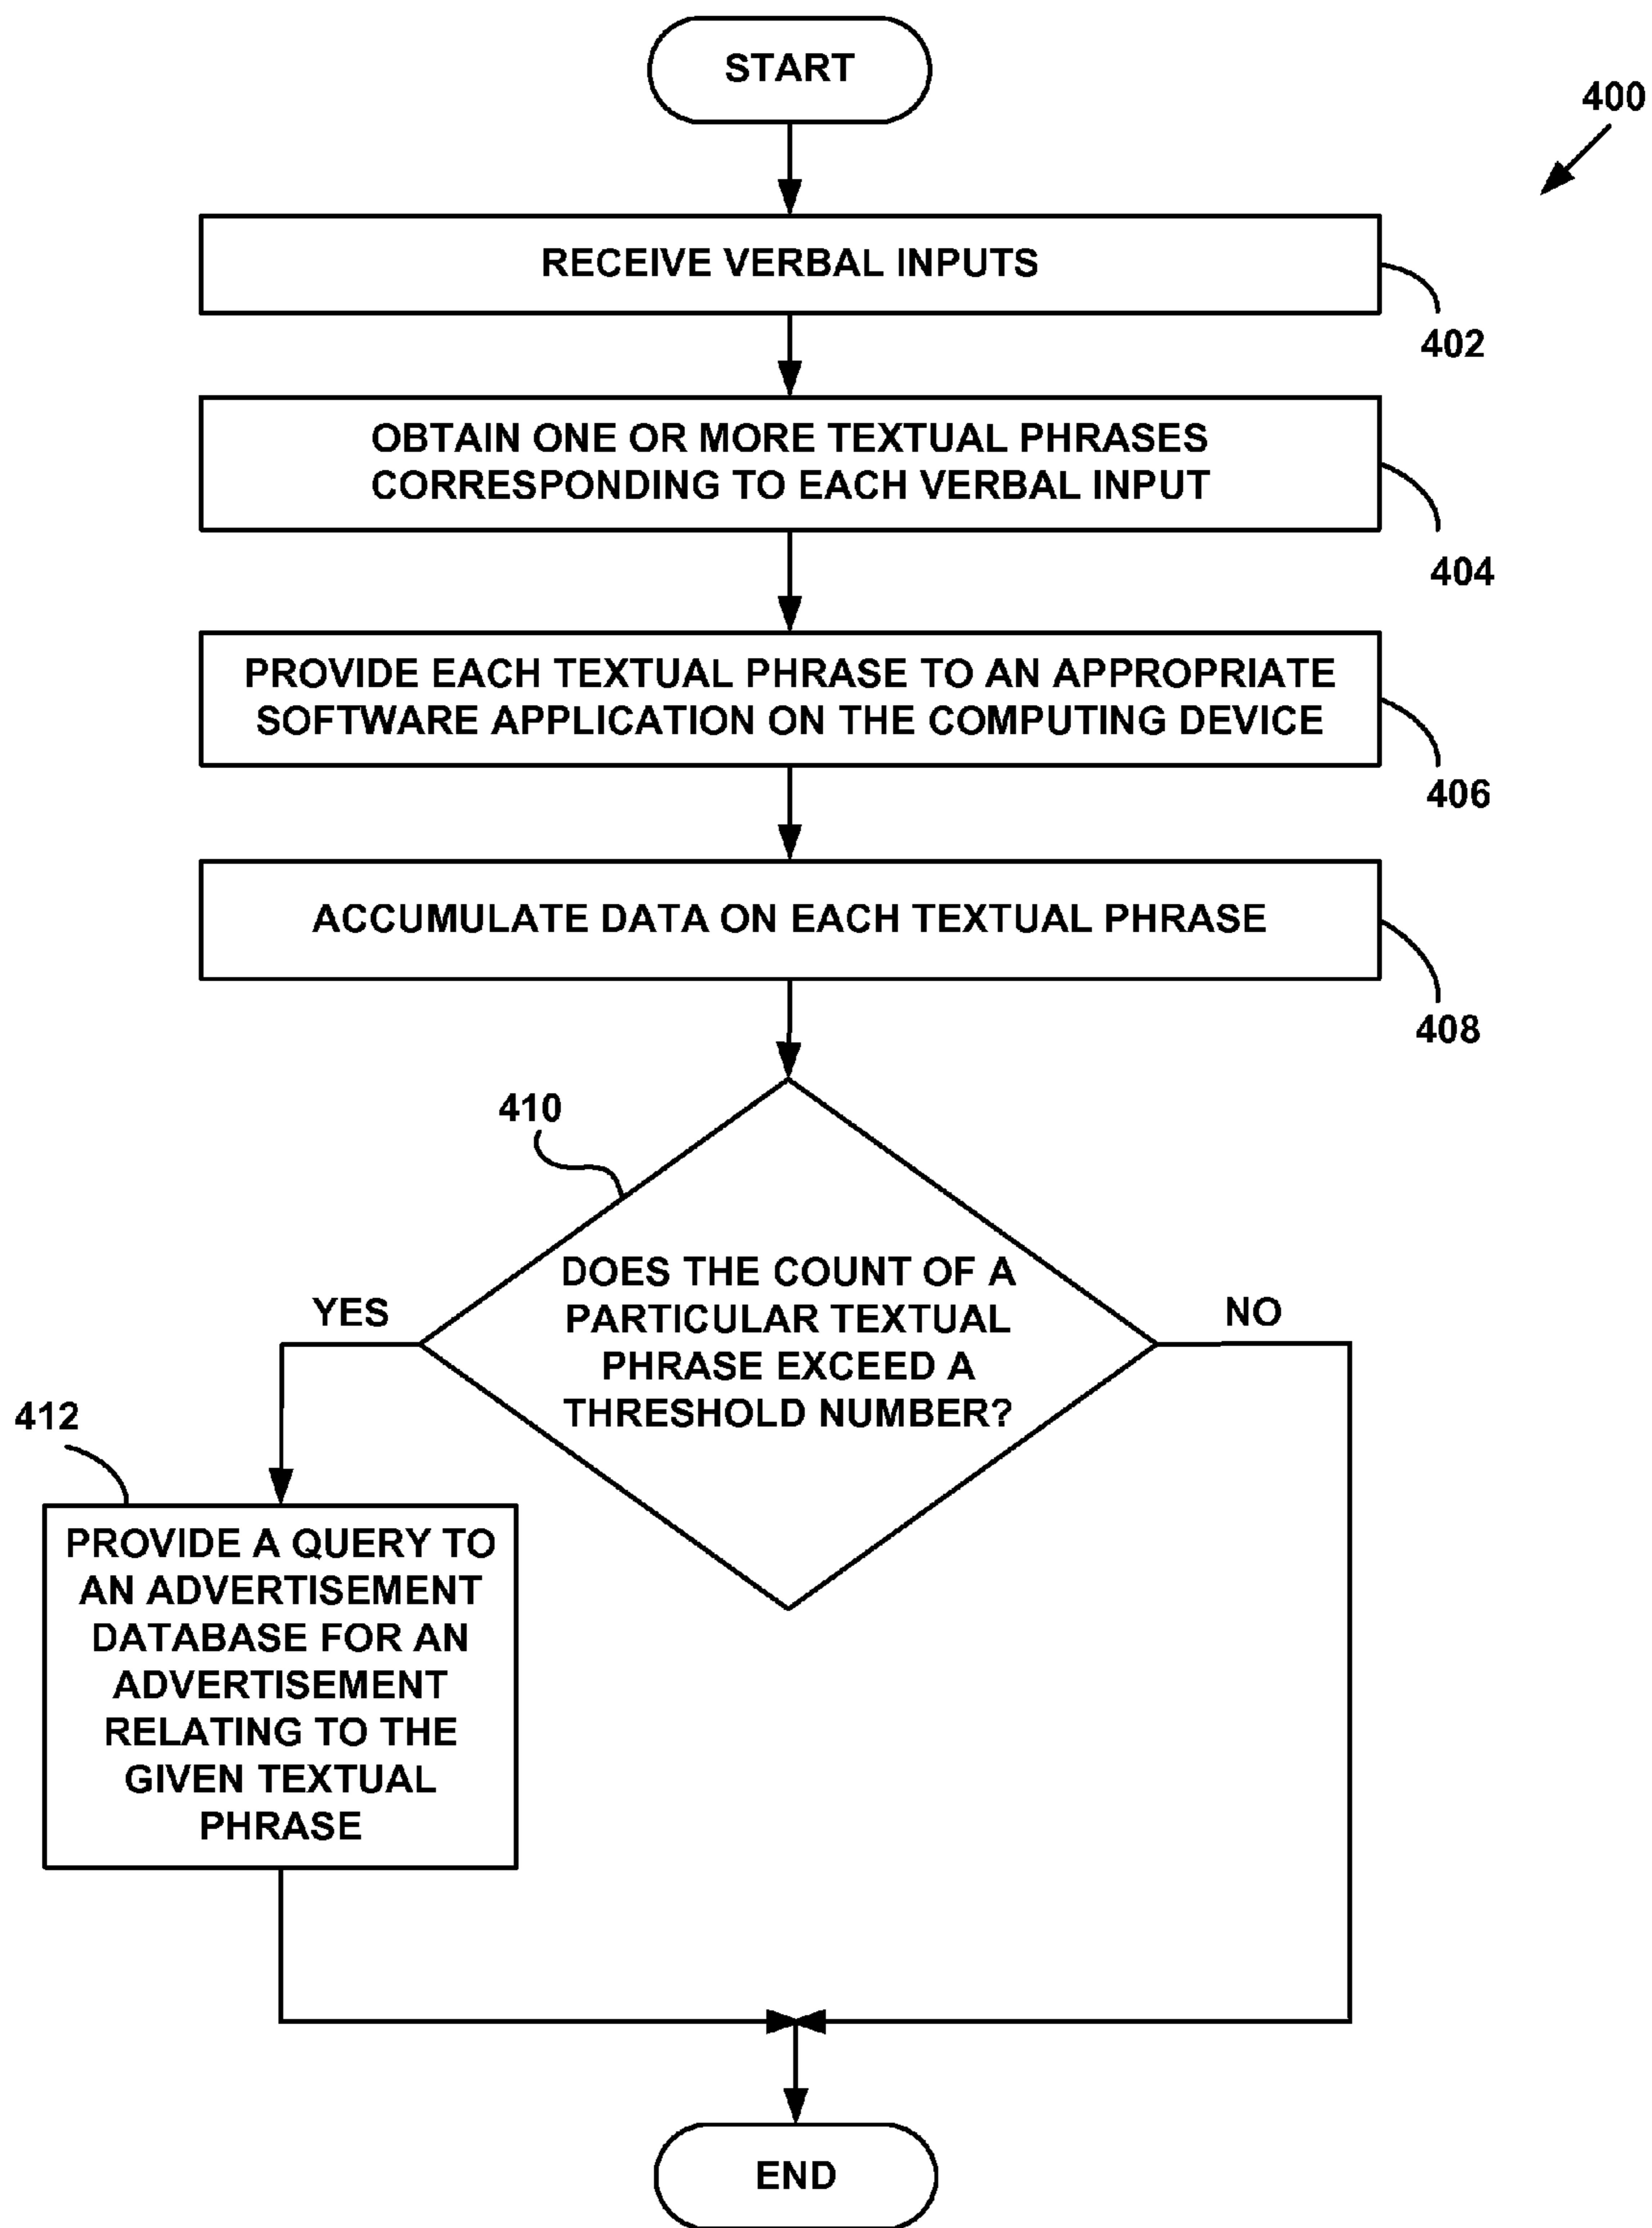 START
400
RECEIVE VERBAL INPUTS
402
OBTAIN ONE OR MORE TEXTUAL PHRASES
CORRESPONDING TO EACH VERBAL INPUT
404
PROVIDE EACH TEXTUAL PHRASE TO AN APPROPRIATE
SOFTWARE APPLICATION ON THE COMPUTING DEVICE
406
ACCUMULATE DATA ON EACH TEXTUAL PHRASE
408
410
DOES THE COUNT OF A
PARTICULAR TEXTUAL
PHRASE EXCEED A
THRESHOLD NUMBER?
YES
NO
412
PROVIDE A QUERY TO
AN ADVERTISEMENT
DATABASE FOR AN
ADVERTISEMENT
RELATING TO THE
GIVEN TEXTUAL
PHRASE
END